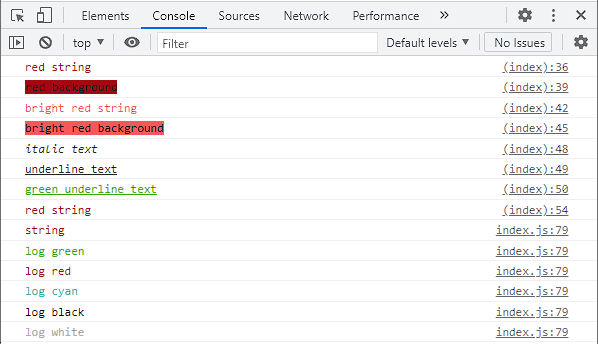 Elements Console Sources Network Performance »
top ▼ Filter Default levels ▼ No Issues
red string (index):36
red background (index):39
bright red string (index):42
bright red background (index):45
italic text (index):48
underline text (index):49
green underline text (index):50
red string (index):54
string index.js:79
log green index.js:79
log red index.js:79
log cyan index.js:79
log black index.js:79
log white index.js:79